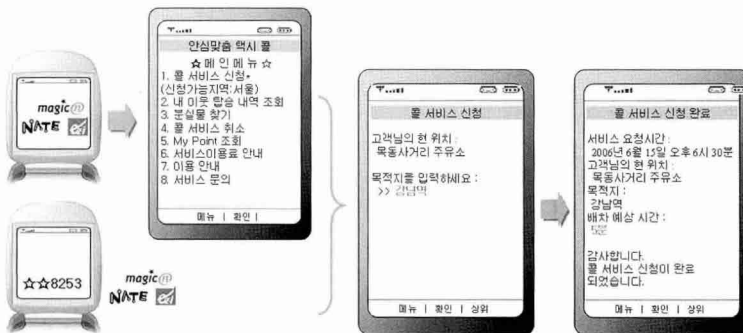 magic ⓝ
NATE
☆☆8253
magic ⓝ
NATE
안심맞춤 택시 콜
☆ 메 인 메 뉴 ☆
1. 콜 서비스 신청*
(신청가능지역:서울)
2. 내 이웃 탑승 내역 조회
3. 분실물 찾기
4. 콜 서비스 취소
5. My Point 조회
6. 서비스이용료 안내
7. 이용 안내
8. 서비스 문의
메뉴 | 확인 |
콜 서비스 신청
고객님의 현 위치 :
목동사거리 주유소
목적지을 입력하세요 :
>> 강남역
메뉴 | 확인 | 상위
콜 서비스 신청 완료
서비스 요청시간 :
2006년 6월 15일 오후 6시 30분
고객님의 현 위치 :
목동사거리 주유소
목적지 :
강남역
배차 예상 시간 :
5분
감사합니다.
콜 서비스 신청이 완료
되었습니다.
메뉴 | 확인 | 상위